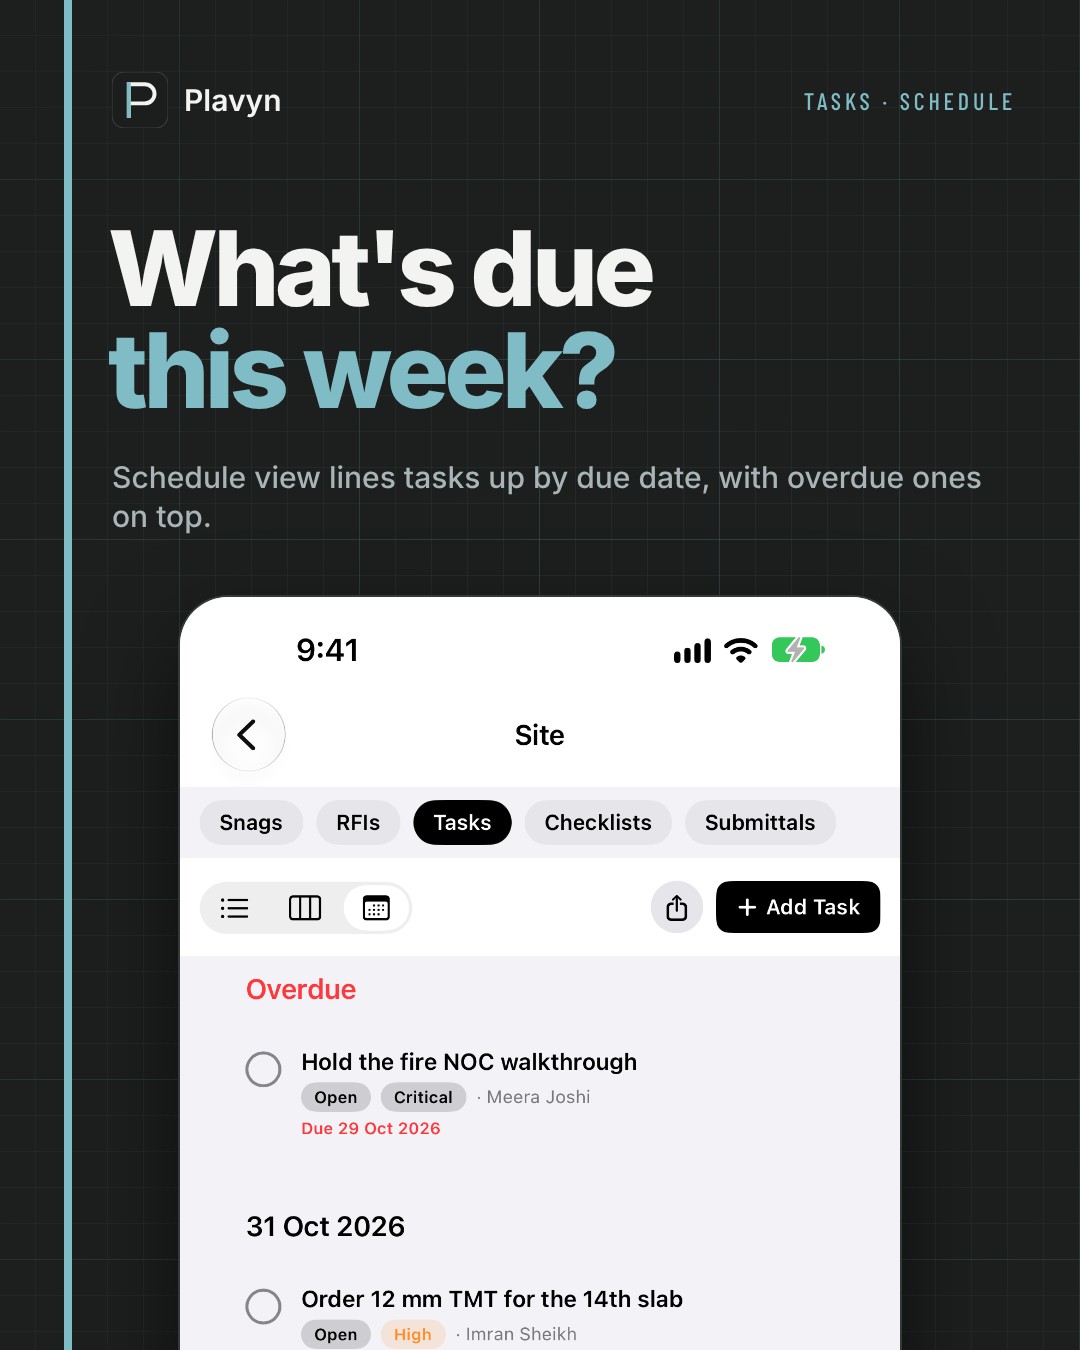 Plavyn
TASKS · SCHEDULE
What's due
this week?
Schedule view lines tasks up by due date, with overdue ones
on top.
9:41
Site
Snags RFIs Tasks Checklists Submittals
+ Add Task
Overdue
Hold the fire NOC walkthrough
Open Critical · Meera Joshi
Due 29 Oct 2026
31 Oct 2026
Order 12 mm TMT for the 14th slab
Open High · Imran Sheikh